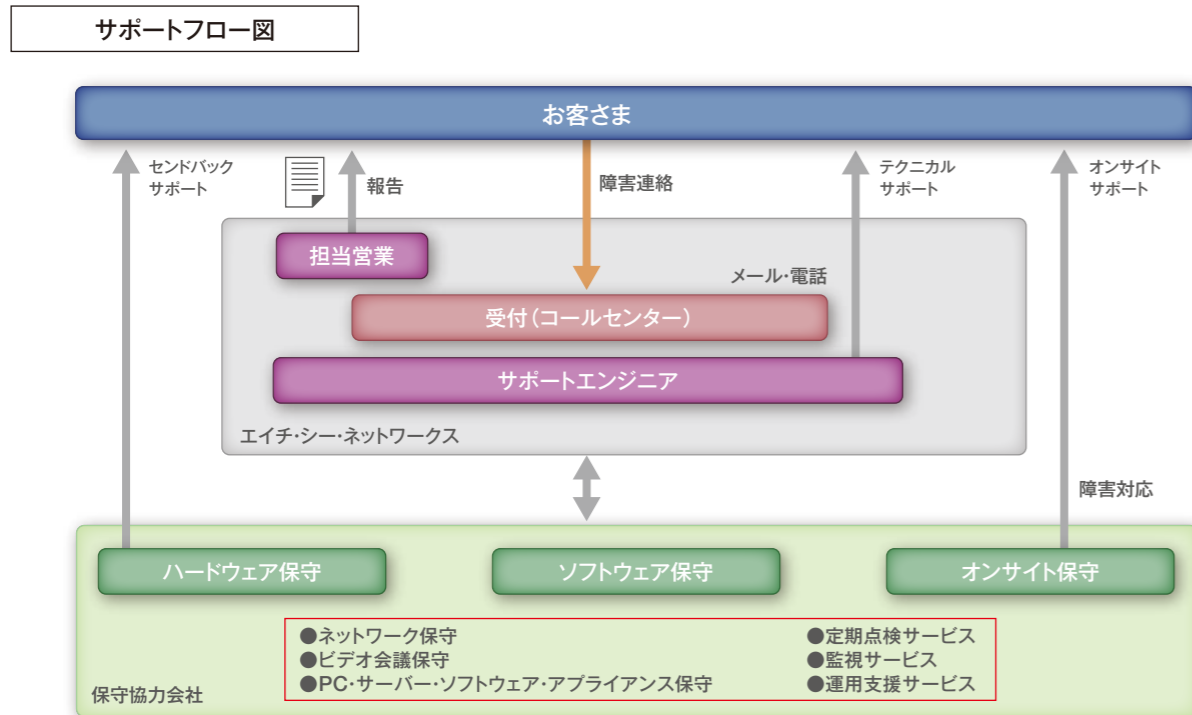 サポートフロー図
お客さま
センドバック
サポート
報告
障害連絡
テクニカル
サポート
オンサイト
サポート
担当営業
メール・電話
受付(コールセンター)
サポートエンジニア
エイチ・シー・ネットワークス
障害対応
ハードウェア保守
ソフトウェア保守
オンサイト保守
●ネットワーク保守
●ビデオ会議保守
●PC・サーバー・ソフトウェア・アプライアンス保守
●定期点検サービス
●監視サービス
●運用支援サービス
保守協力会社